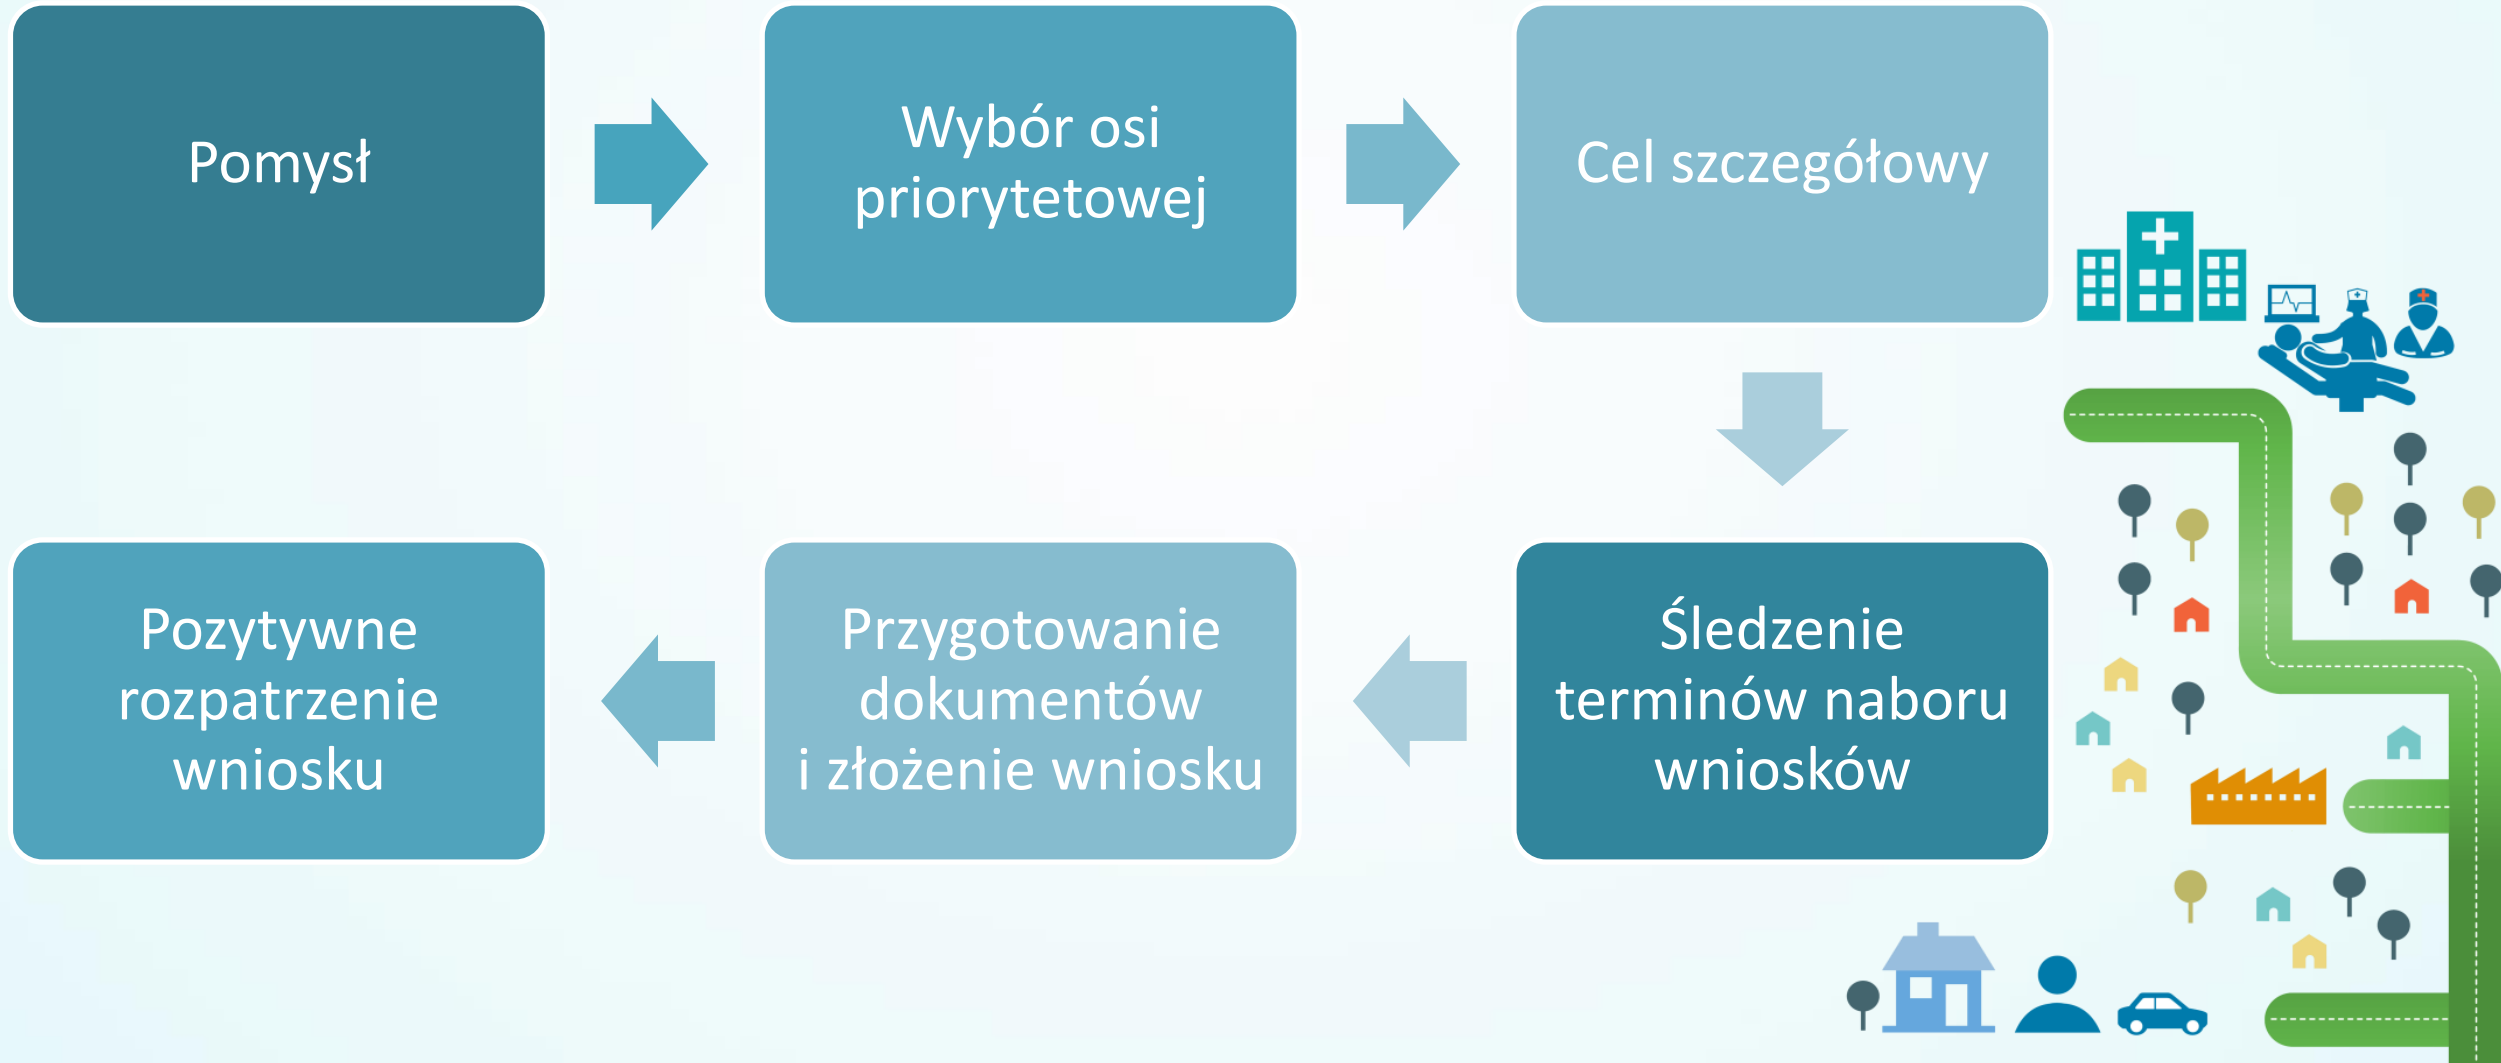 Pomysł
Wybór osi
priorytetowej
Cel szczegółowy
Śledzenie
terminów naboru
wniosków
Przygotowanie
dokumentów
i złożenie wniosku
Pozytywne
rozpatrzenie
wniosku